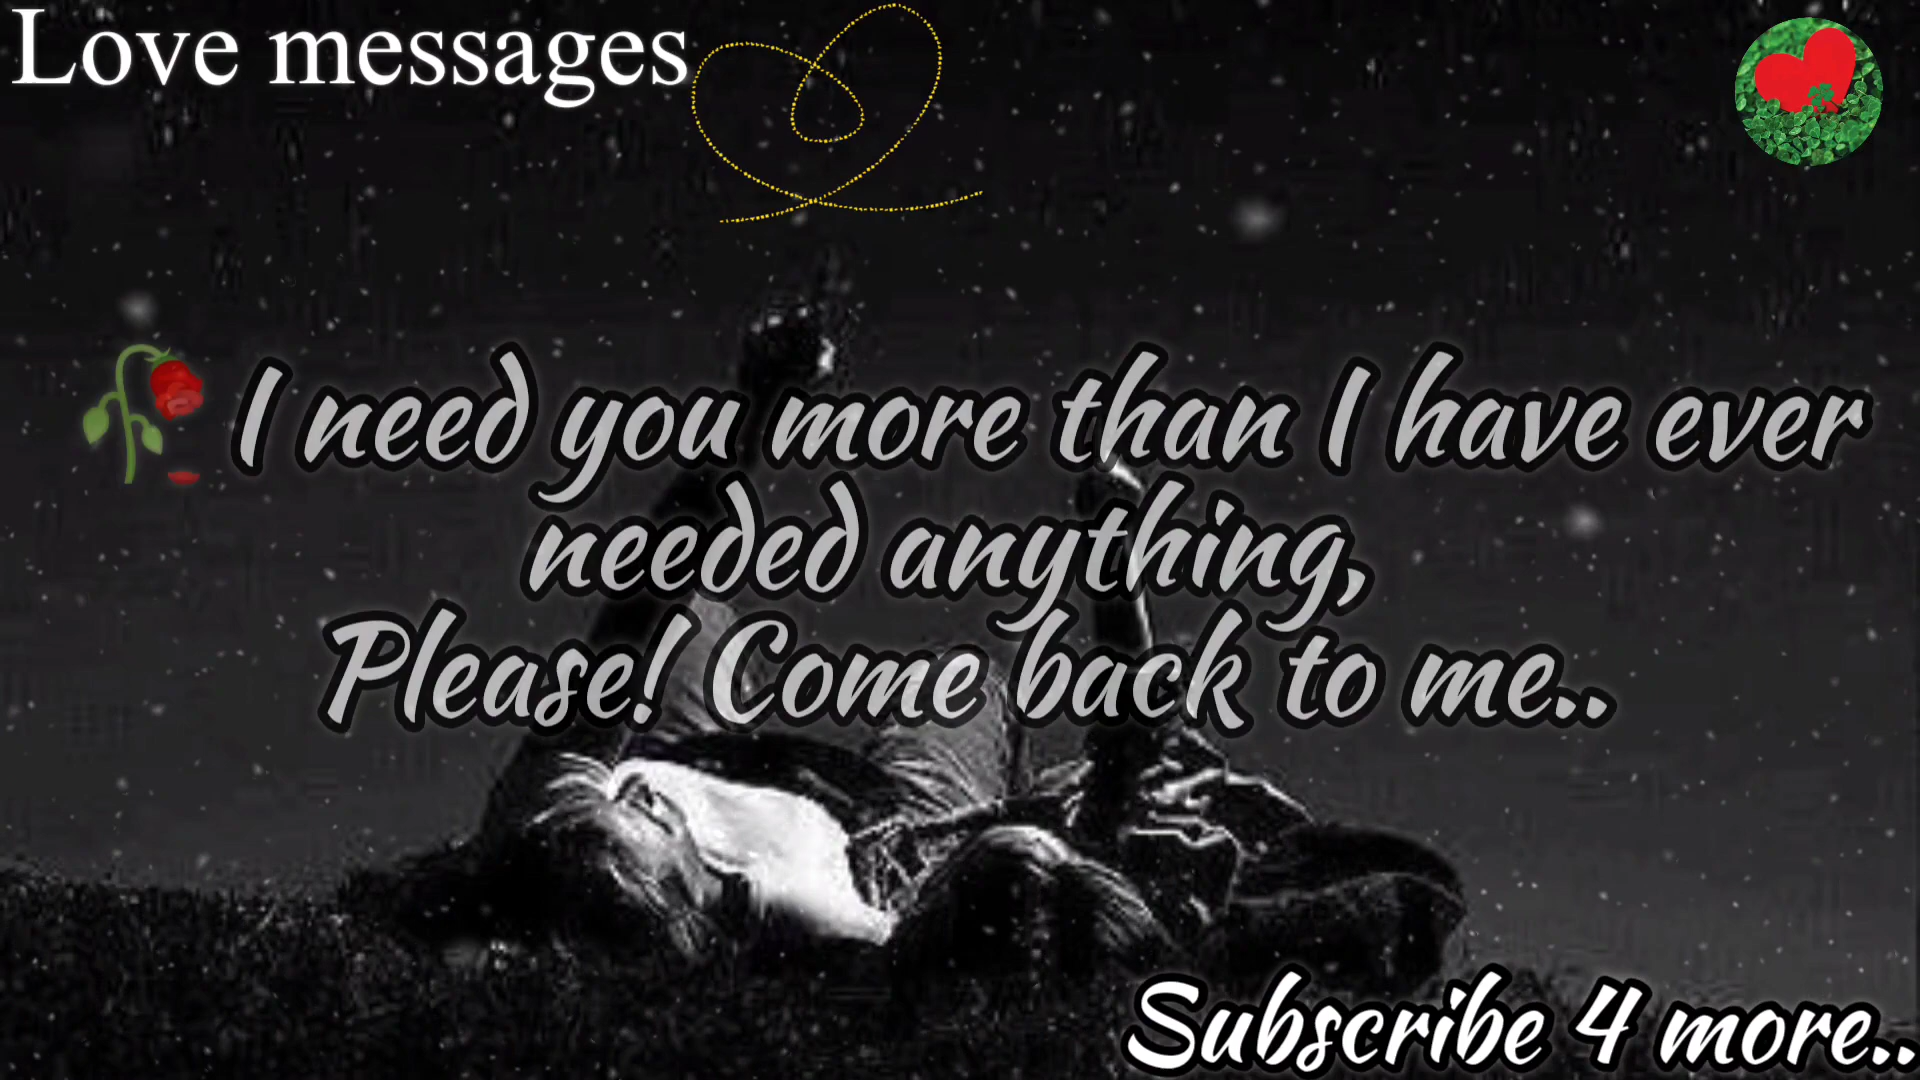 Love messages
I need you more than I have ever
needed anything,
Please! Come back to me..
Subscribe 4 more..